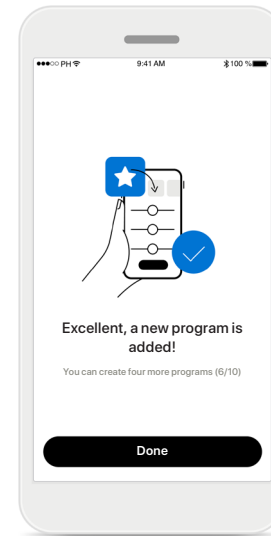 ●●●○○ PH 9:41 AM 100 %
Excellent, a new program is
added!
You can create four more programs (6/10)
Done